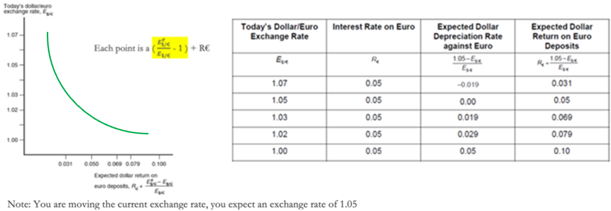 Today's dollar/euro
exchange rate, E$/€
1.07
1.05
1.03
1.02
1.00
0.031 0.050 0.069 0.079 0.100
Expected dollar return on
euro deposits, R€ + (E^e$/€ – E$/€) / E$/€
Each point is a (E^e$/€ / E$/€ - 1) + R€
Today's Dollar/Euro Exchange Rate | Interest Rate on Euro | Expected Dollar Depreciation Rate against Euro | Expected Dollar Return on Euro Deposits
E$/€ | R€ | 1.05 - E$/€ / E$/€ | R€ + 1.05 - E$/€ / E$/€
1.07 0.05 -0.019 0.031
1.05 0.05 0.00 0.05
1.03 0.05 0.019 0.069
1.02 0.05 0.029 0.079
1.00 0.05 0.05 0.10
Note: You are moving the current exchange rate, you expect an exchange rate of 1.05